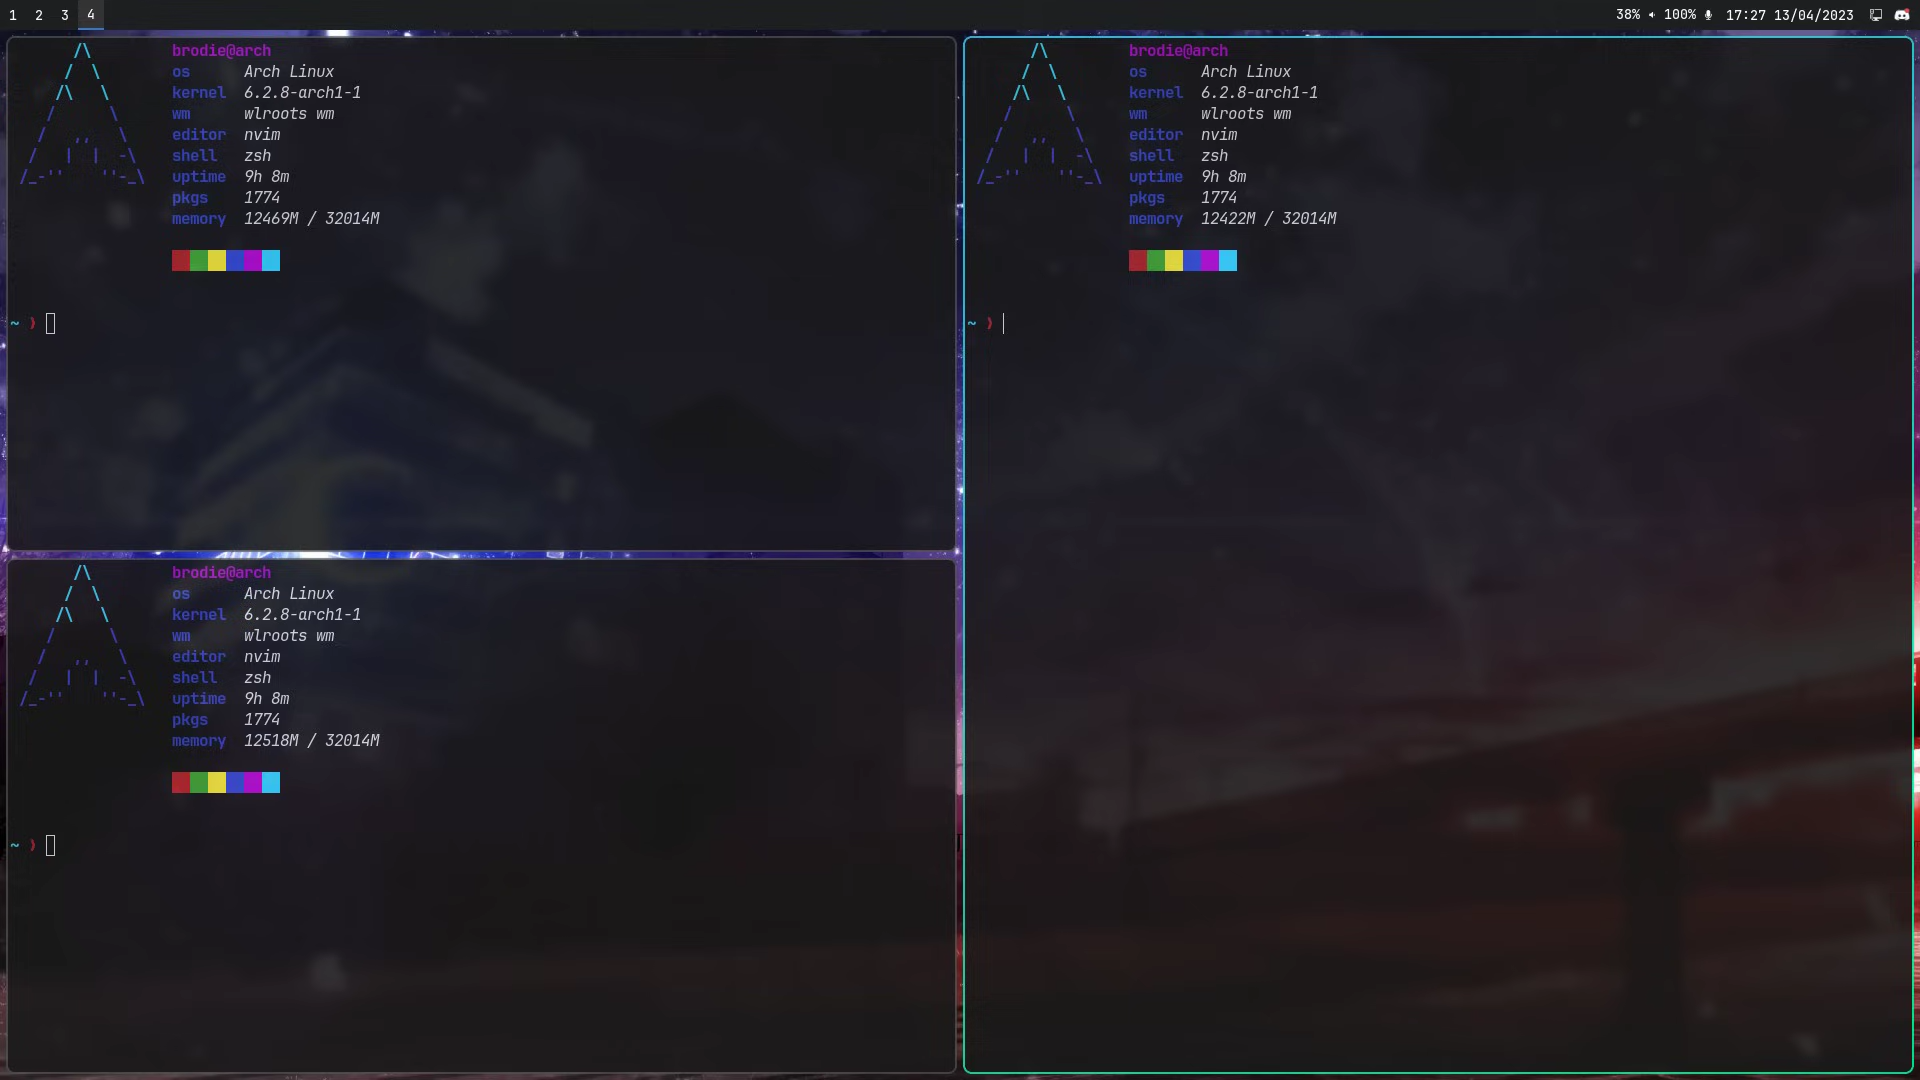 1 2 3 4
38% 100% 17:27 13/04/2023
brodie@arch
os Arch Linux
kernel 6.2.8-arch1-1
wm wlroots wm
editor nvim
shell zsh
uptime 9h 8m
pkgs 1774
memory 12469M / 32014M
~ ❯
brodie@arch
os Arch Linux
kernel 6.2.8-arch1-1
wm wlroots wm
editor nvim
shell zsh
uptime 9h 8m
pkgs 1774
memory 12518M / 32014M
~ ❯
brodie@arch
os Arch Linux
kernel 6.2.8-arch1-1
wm wlroots wm
editor nvim
shell zsh
uptime 9h 8m
pkgs 1774
memory 12422M / 32014M
~ ❯